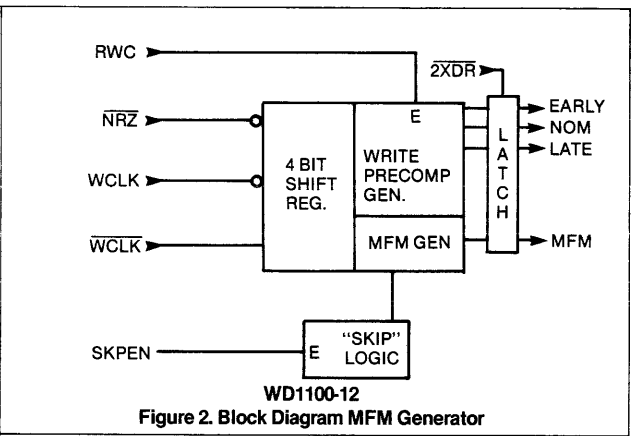 RWC
2XDR
NRZ
EARLY
E
NOM
LATE
4 BIT
SHIFT
REG.
WRITE
PRECOMP
GEN.
LATCH
WCLK
WCLK
MFM GEN
MFM
SKPEN
E
"SKIP"
LOGIC
WD1100-12
Figure 2. Block Diagram MFM Generator